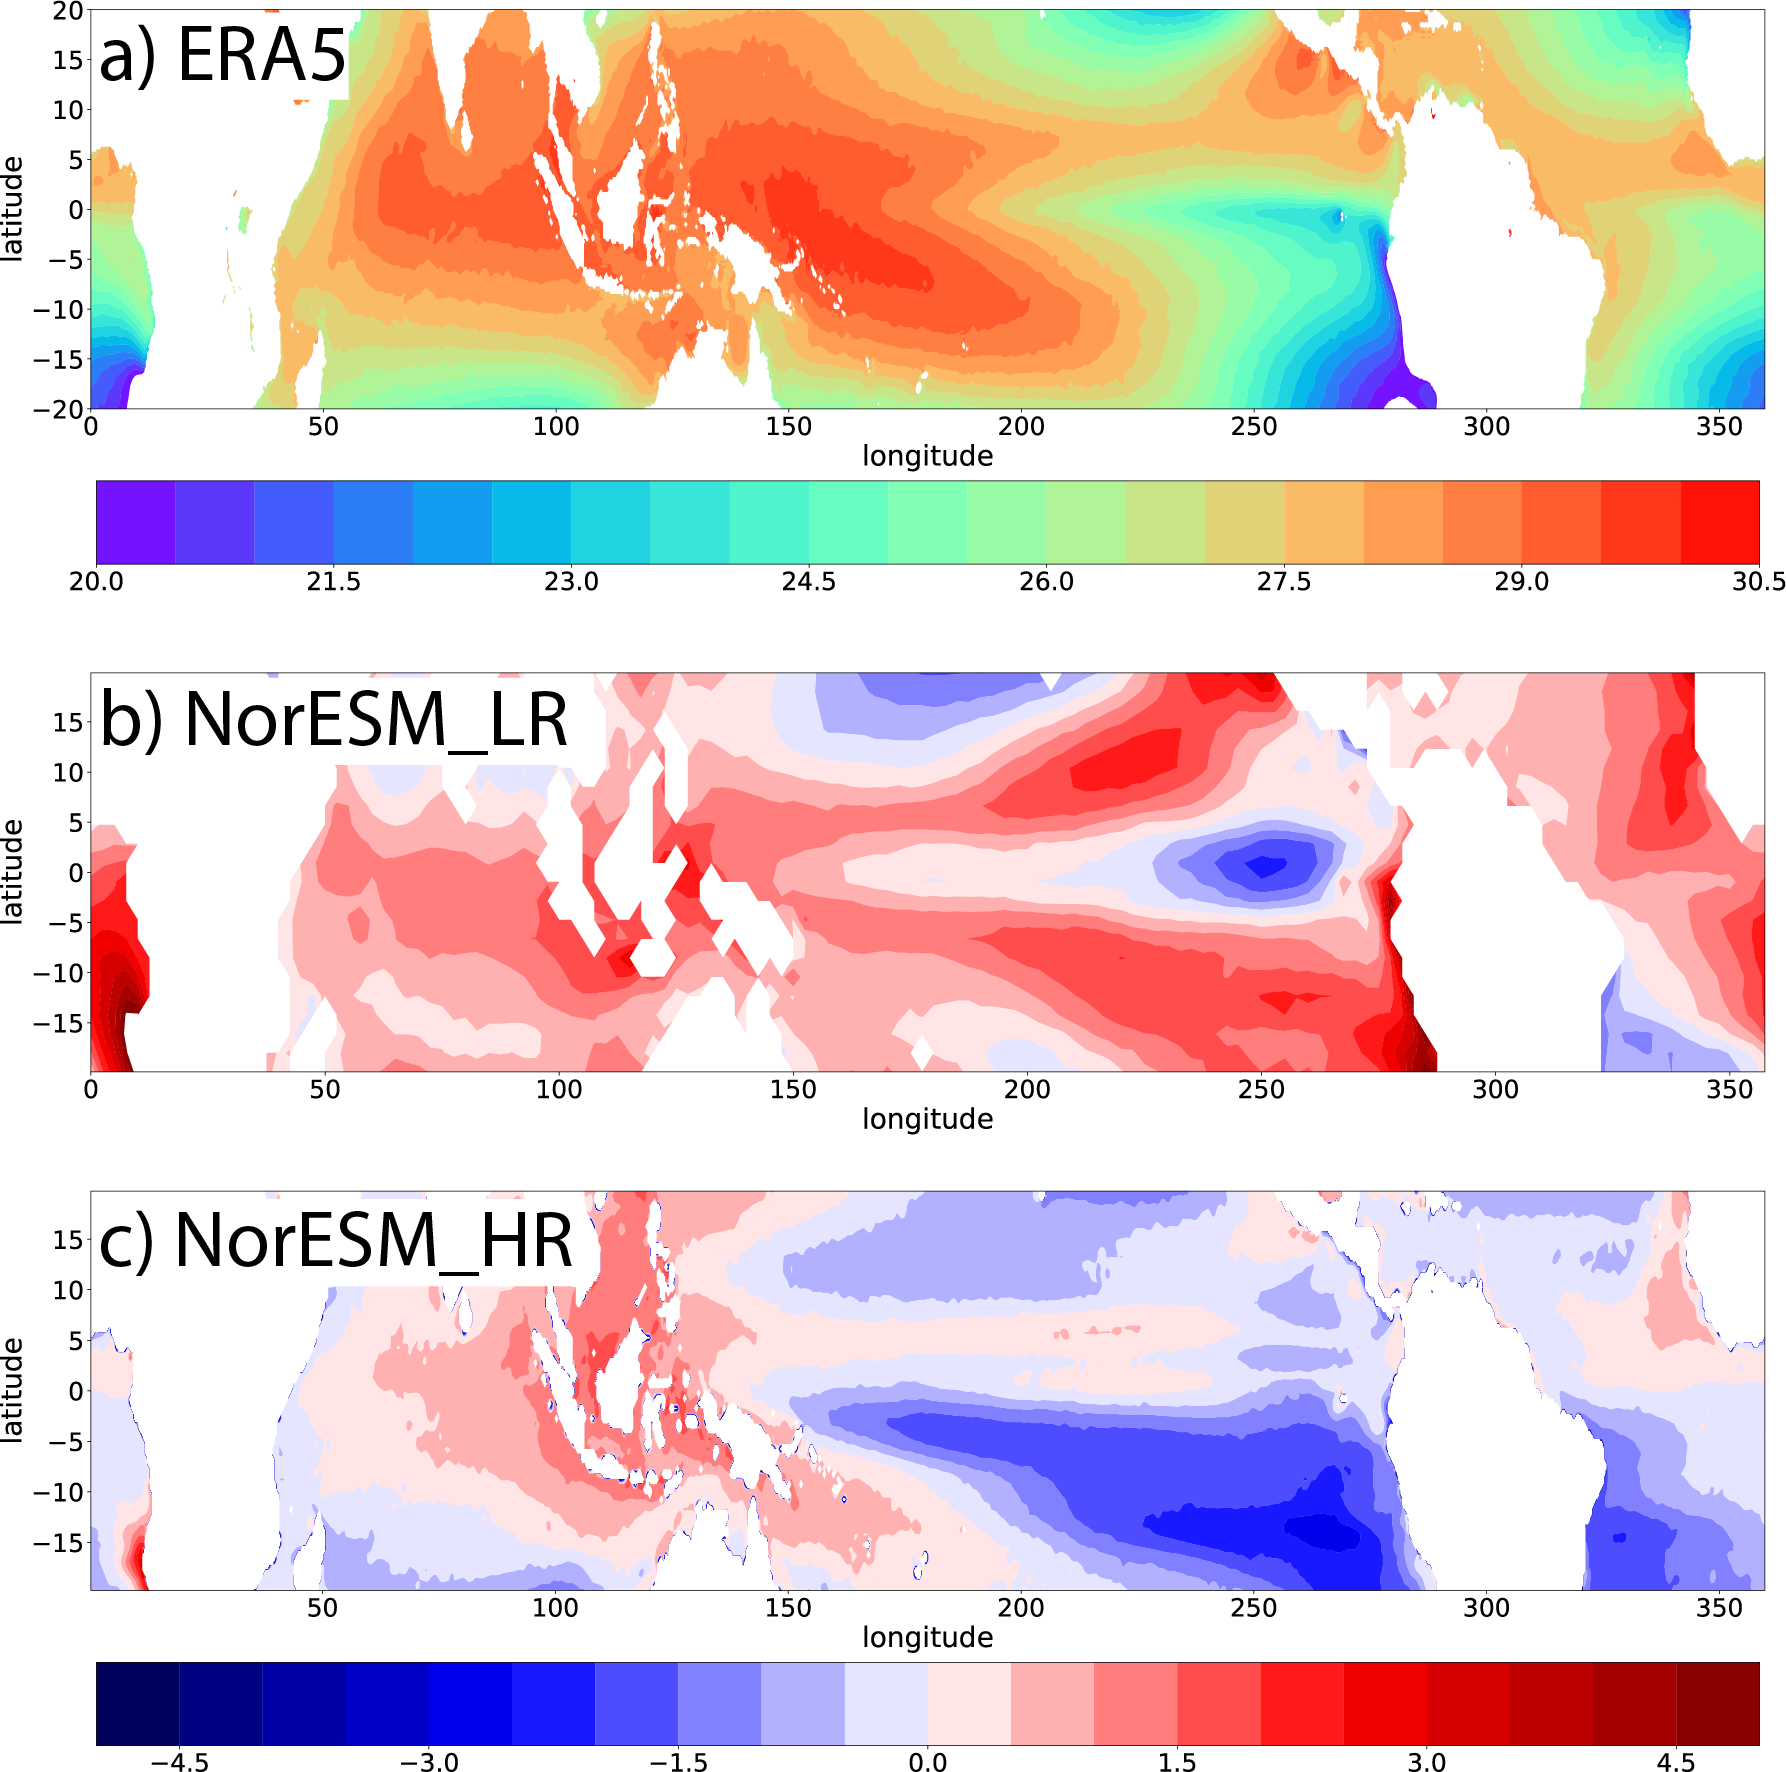 a) ERA5
20
15
10
5
0
−5
−10
−15
−20
latitude
0 50 100 150 200 250 300 350
longitude
20.0 21.5 23.0 24.5 26.0 27.5 29.0 30.5
b) NorESM_LR
15
10
5
0
−5
−10
−15
latitude
0 50 100 150 200 250 300 350
longitude
c) NorESM_HR
15
10
5
0
−5
−10
−15
latitude
50 100 150 200 250 300 350
longitude
−4.5 −3.0 −1.5 0.0 1.5 3.0 4.5